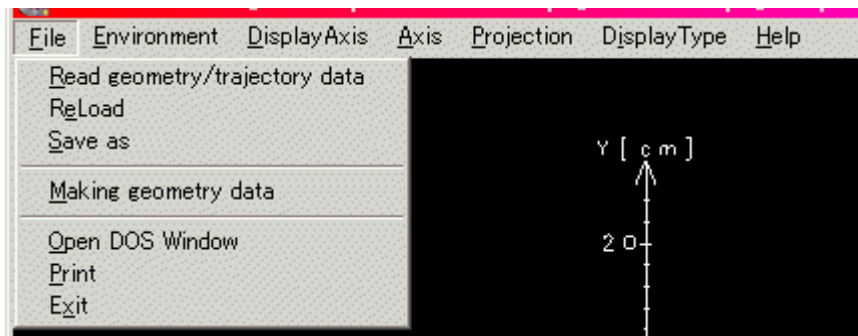 File Environment DisplayAxis Axis Projection DisplayType Help
Read geometry/trajectory data
ReLoad
Save as
Making geometry data
Open DOS Window
Print
Exit
Y [ c m ]
2 0